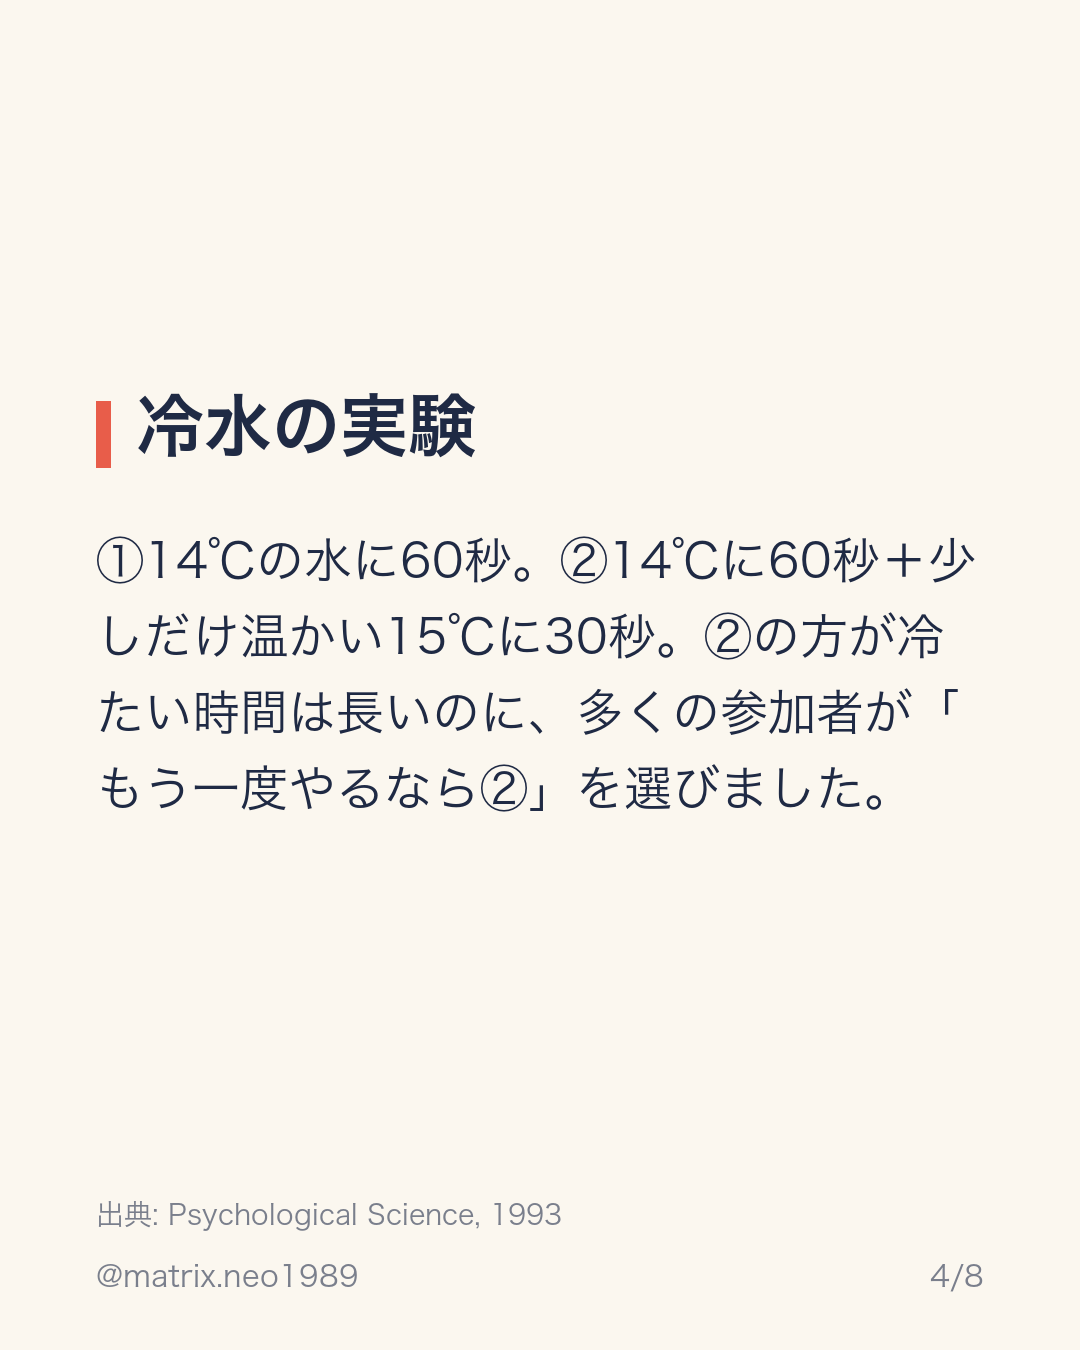 冷水の実験
①14℃の水に60秒。②14℃に60秒＋少
しだけ温かい15℃に30秒。②の方が冷
たい時間は長いのに、多くの参加者が「
もう一度やるなら②」を選びました。
出典: Psychological Science, 1993
@matrix.neo1989
4/8